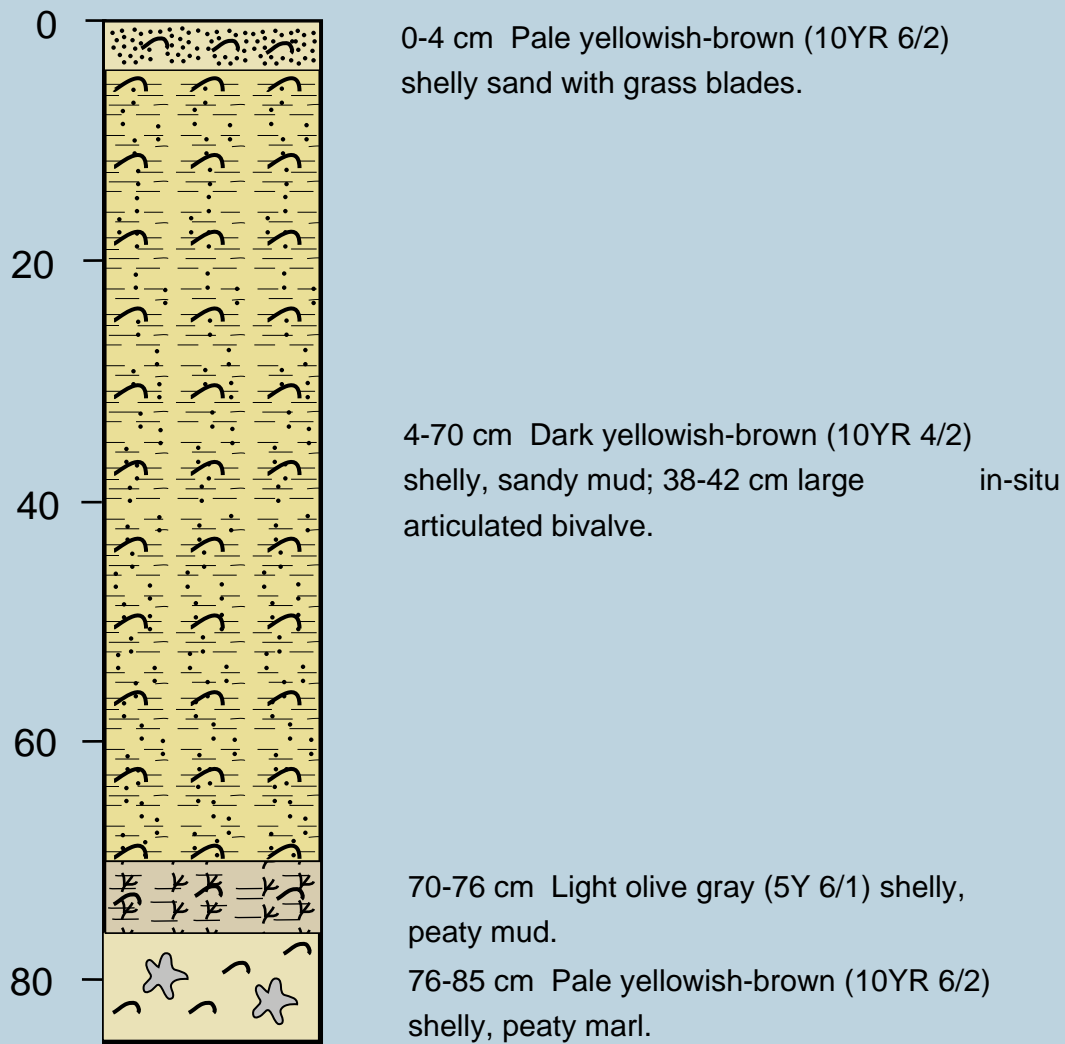 0
0-4 cm Pale yellowish-brown (10YR 6/2)
shelly sand with grass blades.
20
4-70 cm Dark yellowish-brown (10YR 4/2)
shelly, sandy mud; 38-42 cm large in-situ
40
articulated bivalve.
60
70-76 cm Light olive gray (5Y 6/1) shelly,
peaty mud.
80
76-85 cm Pale yellowish-brown (10YR 6/2)
shelly, peaty marl.